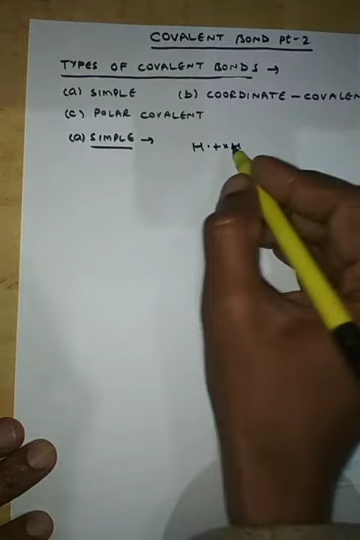 COVALENT BOND Pt-2
TYPES OF COVALENT BONDS →
(a) SIMPLE (b) COORDINATE - COVALEN
(c) POLAR COVALENT
(a) SIMPLE → H· + ×H